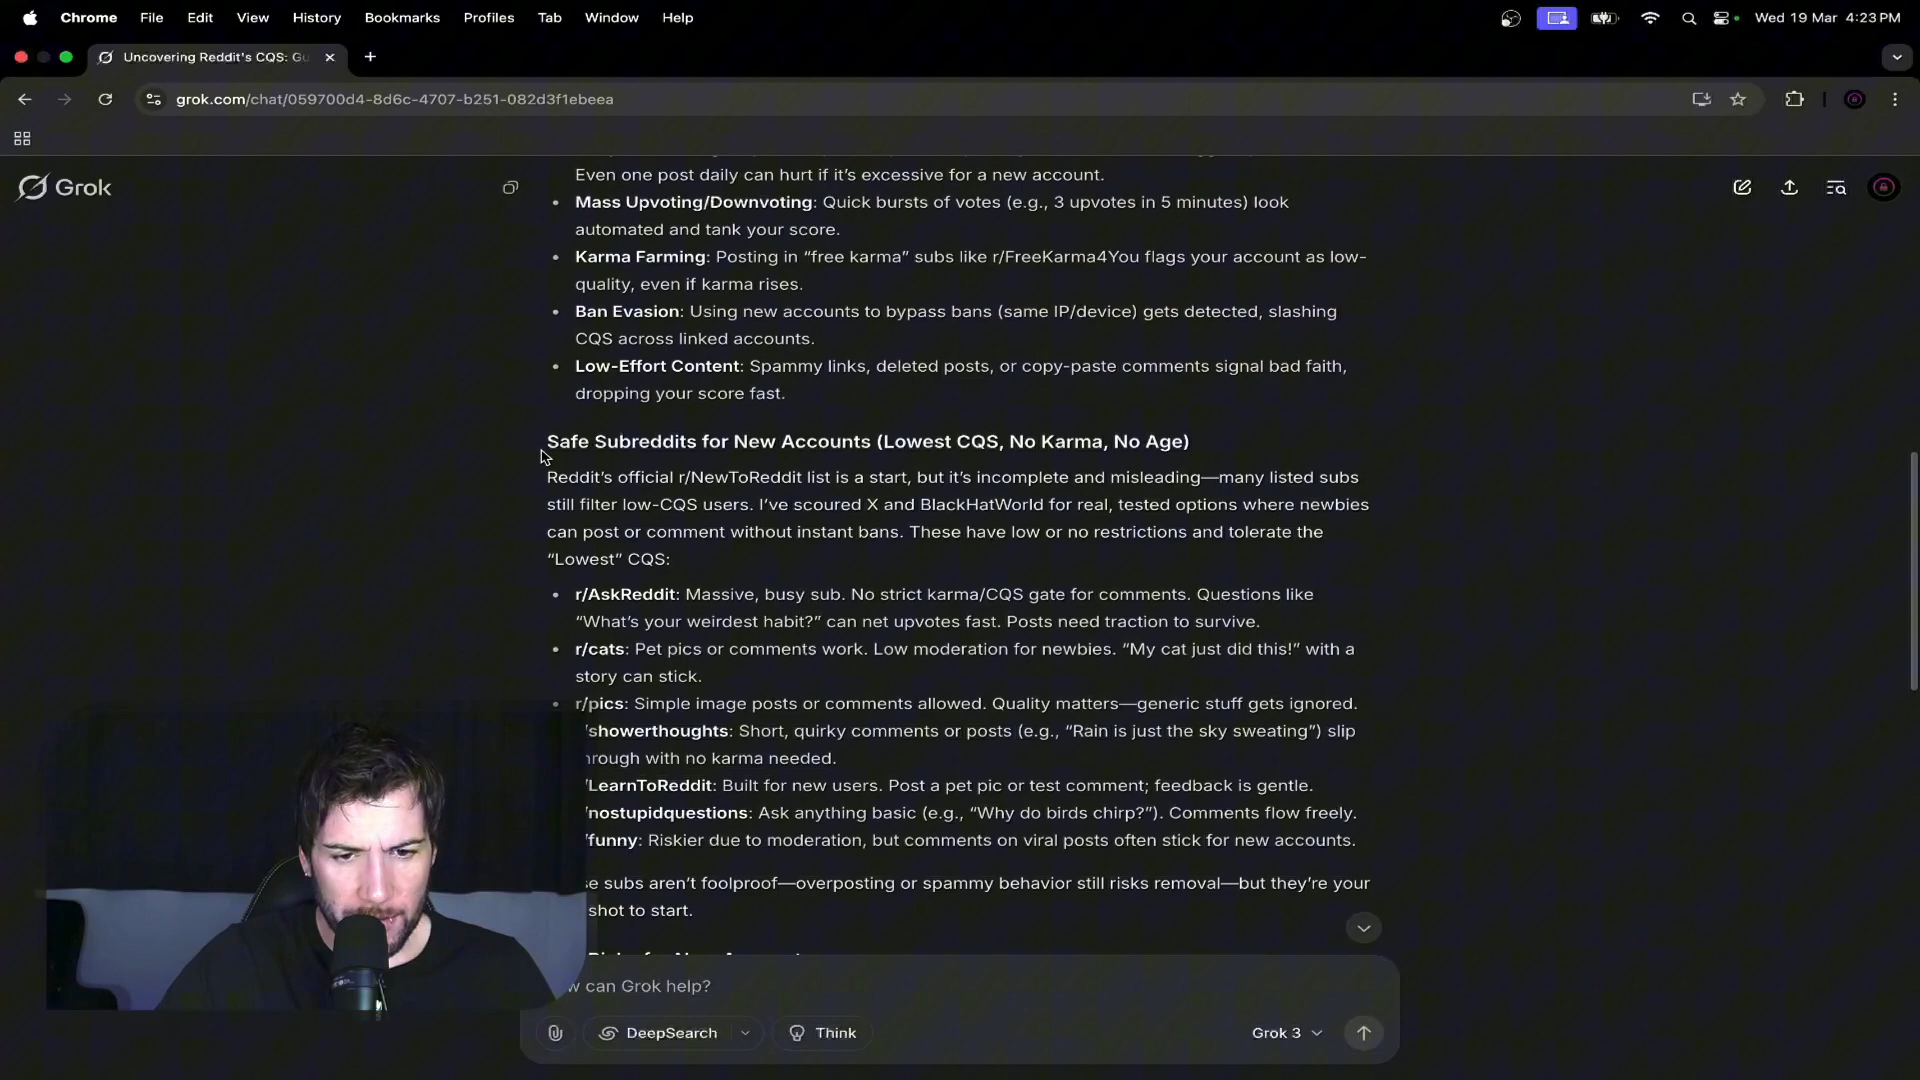 Chrome File Edit View History Bookmarks Profiles Tab Window Help Wed 19 Mar 4:23 PM
Uncovering Reddit's CQS: Gu
grok.com/chat/059700d4-8d6c-4707-b251-082d3f1ebeea
Grok
Even one post daily can hurt if it's excessive for a new account.
• Mass Upvoting/Downvoting: Quick bursts of votes (e.g., 3 upvotes in 5 minutes) look
automated and tank your score.
• Karma Farming: Posting in “free karma” subs like r/FreeKarma4You flags your account as low-
quality, even if karma rises.
• Ban Evasion: Using new accounts to bypass bans (same IP/device) gets detected, slashing
CQS across linked accounts.
• Low-Effort Content: Spammy links, deleted posts, or copy-paste comments signal bad faith,
dropping your score fast.
Safe Subreddits for New Accounts (Lowest CQS, No Karma, No Age)
Reddit’s official r/NewToReddit list is a start, but it’s incomplete and misleading—many listed subs
still filter low-CQS users. I’ve scoured X and BlackHatWorld for real, tested options where newbies
can post or comment without instant bans. These have low or no restrictions and tolerate the
“Lowest” CQS:
• r/AskReddit: Massive, busy sub. No strict karma/CQS gate for comments. Questions like
“What’s your weirdest habit?” can net upvotes fast. Posts need traction to survive.
• r/cats: Pet pics or comments work. Low moderation for newbies. “My cat just did this!” with a
story can stick.
• r/pics: Simple image posts or comments allowed. Quality matters—generic stuff gets ignored.
/showerthoughts: Short, quirky comments or posts (e.g., “Rain is just the sky sweating”) slip
hrough with no karma needed.
/LearnToReddit: Built for new users. Post a pet pic or test comment; feedback is gentle.
/nostupidquestions: Ask anything basic (e.g., “Why do birds chirp?”). Comments flow freely.
/funny: Riskier due to moderation, but comments on viral posts often stick for new accounts.
e subs aren’t foolproof—overposting or spammy behavior still risks removal—but they’re your
shot to start.
w can Grok help?
DeepSearch Think Grok 3